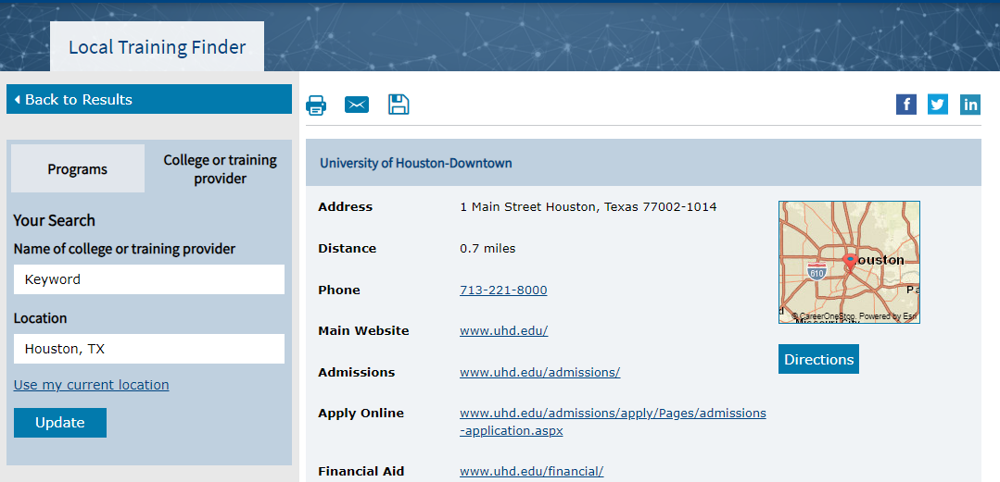 Local Training Finder
Back to Results
Programs
College or training
provider
Your Search
Name of college or training provider
Keyword
Location
Houston, TX
Use my current location
Update
f
in
University of Houston-Downtown
Address 1 Main Street Houston, Texas 77002-1014
Distance 0.7 miles
Phone 713-221-8000
Main Website www.uhd.edu/
Admissions www.uhd.edu/admissions/
Apply Online www.uhd.edu/admissions/apply/Pages/admissions
-application.aspx
Financial Aid www.uhd.edu/financial/
ouston
610
Pa
d
© CareerOneStop, Powered by Esri
Missouri City
Directions